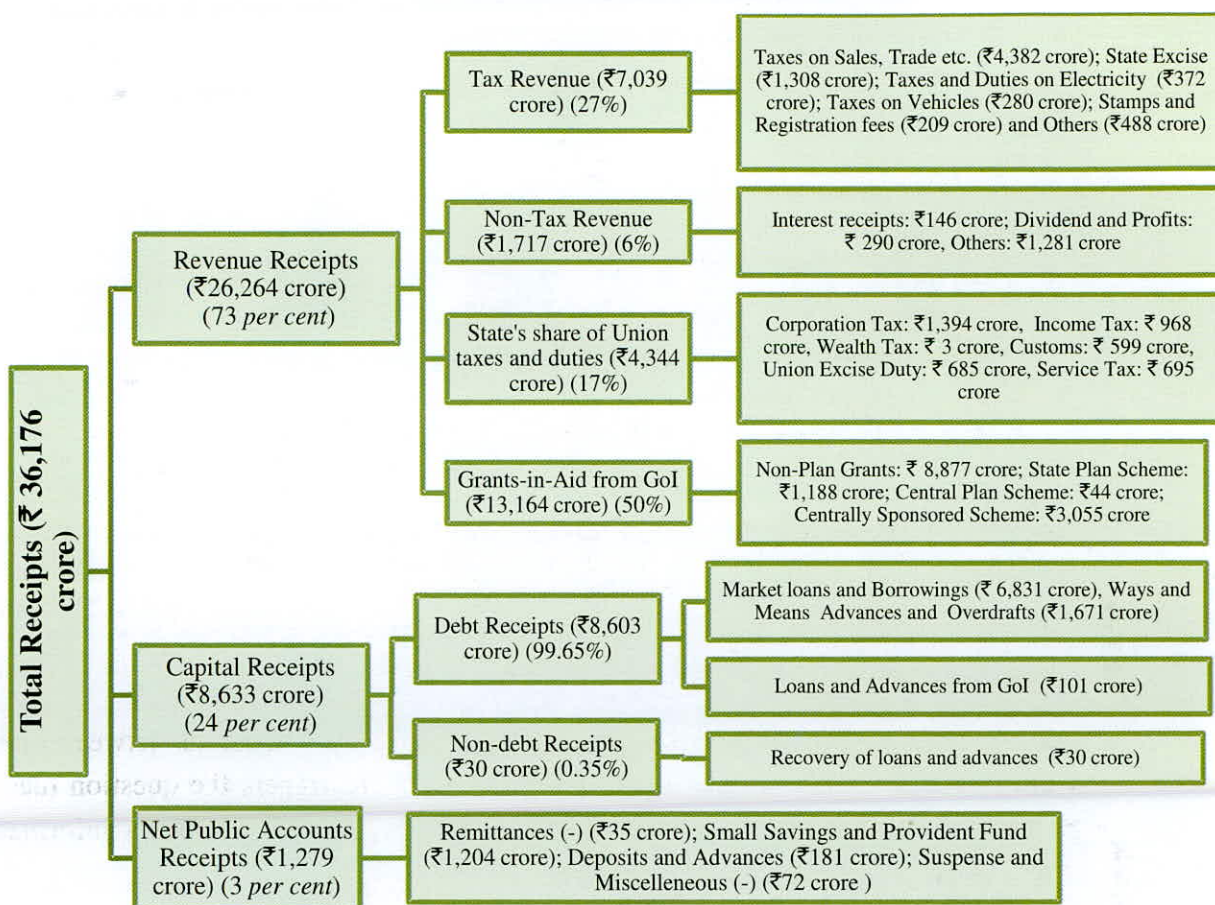 Total Receipts (₹ 36,176
crore)
Revenue Receipts
(₹26,264 crore)
(73 per cent)
Tax Revenue (₹7,039
crore) (27%)
Taxes on Sales, Trade etc. (₹4,382 crore); State Excise
(₹1,308 crore); Taxes and Duties on Electricity (₹372
crore); Taxes on Vehicles (₹280 crore); Stamps and
Registration fees (₹209 crore) and Others (₹488 crore)
Non-Tax Revenue
(₹1,717 crore) (6%)
Interest receipts: ₹146 crore; Dividend and Profits:
₹ 290 crore, Others: ₹1,281 crore
State's share of Union
taxes and duties (₹4,344
crore) (17%)
Corporation Tax: ₹1,394 crore, Income Tax: ₹ 968
crore, Wealth Tax: ₹ 3 crore, Customs: ₹ 599 crore,
Union Excise Duty: ₹ 685 crore, Service Tax: ₹ 695
crore
Grants-in-Aid from GoI
(₹13,164 crore) (50%)
Non-Plan Grants: ₹ 8,877 crore; State Plan Scheme:
₹1,188 crore; Central Plan Scheme: ₹44 crore;
Centrally Sponsored Scheme: ₹3,055 crore
Capital Receipts
(₹8,633 crore)
(24 per cent)
Debt Receipts (₹8,603
crore) (99.65%)
Market loans and Borrowings (₹ 6,831 crore), Ways and
Means Advances and Overdrafts (₹1,671 crore)
Loans and Advances from GoI (₹101 crore)
Non-debt Receipts
(₹30 crore) (0.35%)
Recovery of loans and advances (₹30 crore)
Net Public Accounts
Receipts (₹1,279
crore) (3 per cent)
Remittances (-) (₹35 crore); Small Savings and Provident Fund
(₹1,204 crore); Deposits and Advances (₹181 crore); Suspense and
Miscelleneous (-) (₹72 crore )